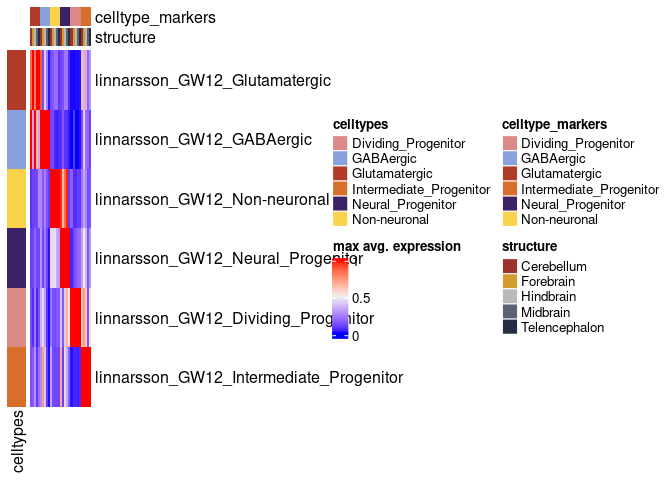 celltype_markers
structure
linnarsson_GW12_Glutamatergic
linnarsson_GW12_GABAergic
linnarsson_GW12_Non-neuronal
linnarsson_GW12_Neural_Progenitor
linnarsson_GW12_Dividing_Progenitor
linnarsson_GW12_Intermediate_Progenitor
celltypes
celltypes
Dividing_Progenitor
GABAergic
Glutamatergic
Intermediate_Progenitor
Neural_Progenitor
Non-neuronal
max avg. expression
0.5
0
celltype_markers
Dividing_Progenitor
GABAergic
Glutamatergic
Intermediate_Progenitor
Neural_Progenitor
Non-neuronal
structure
Cerebellum
Forebrain
Hindbrain
Midbrain
Telencephalon